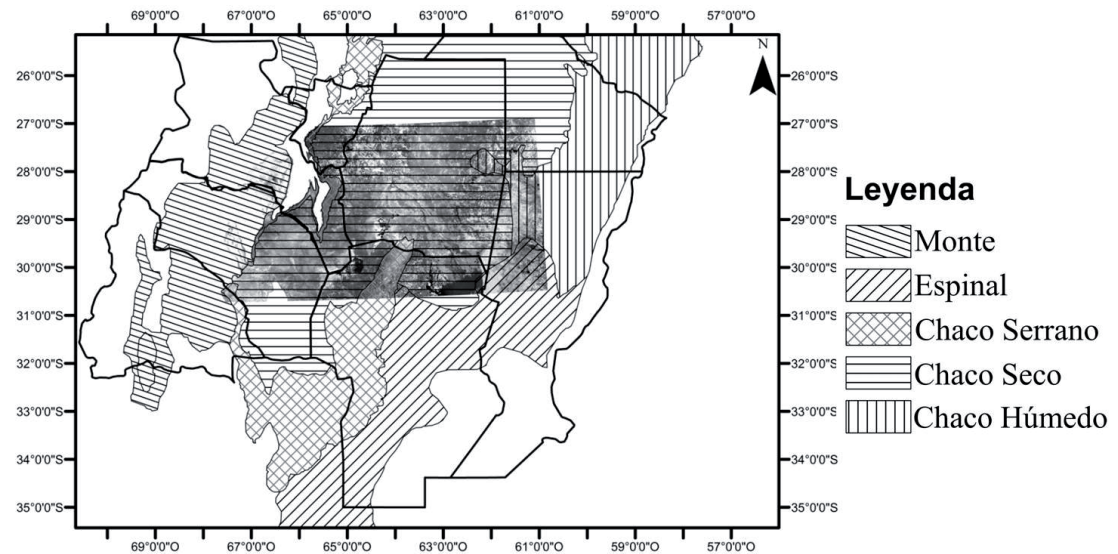 69°0'0"O 67°0'0"O 65°0'0"O 63°0'0"O 61°0'0"O 59°0'0"O 57°0'0"O
N
26°0'0"S 26°0'0"S
27°0'0"S 27°0'0"S
28°0'0"S 28°0'0"S
29°0'0"S 29°0'0"S
30°0'0"S 30°0'0"S
31°0'0"S 31°0'0"S
32°0'0"S 32°0'0"S
33°0'0"S 33°0'0"S
34°0'0"S 34°0'0"S
35°0'0"S 35°0'0"S
69°0'0"O 67°0'0"O 65°0'0"O 63°0'0"O 61°0'0"O 59°0'0"O 57°0'0"O
Leyenda
Monte
Espinal
Chaco Serrano
Chaco Seco
Chaco Húmedo